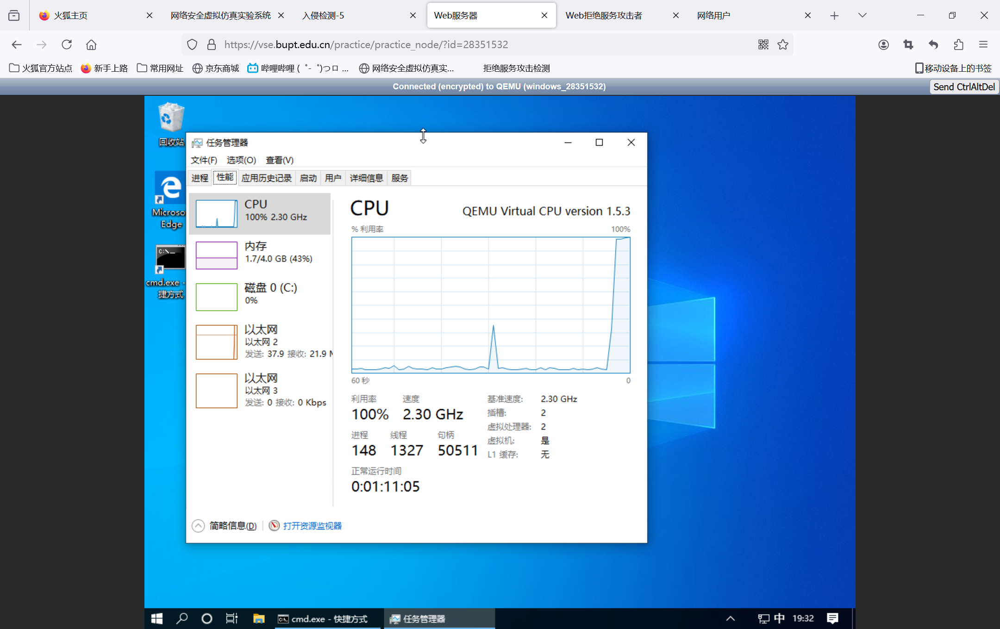 火狐主页
网络安全虚拟仿真实验系统
入侵检测-5
Web服务器
Web拒绝服务攻击者
网络用户
https://vse.bupt.edu.cn/practice/practice_node/?id=28351532
火狐官方站点
新手上路
常用网址
京东商城
哔哩哔哩 ( ゜- ゜)つロ ...
网络安全虚拟仿真实...
拒绝服务攻击检测
移动设备上的书签
Connected (encrypted) to QEMU (windows_28351532)
Send CtrlAltDel
回收站
Microso
Edge
C:\_
cmd.exe -
捷方式
任务管理器
文件(F) 选项(O) 查看(V)
进程 性能 应用历史记录 启动 用户 详细信息 服务
CPU
100% 2.30 GHz
内存
1.7/4.0 GB (43%)
磁盘 0 (C:)
0%
以太网
以太网 2
发送: 37.9 接收: 21.9 M
以太网
以太网 3
发送: 0 接收: 0 Kbps
CPU
QEMU Virtual CPU version 1.5.3
% 利用率
100%
60 秒
0
利用率 速度
100% 2.30 GHz
进程 线程 句柄
148 1327 50511
正常运行时间
0:01:11:05
基准速度: 2.30 GHz
插槽: 2
虚拟处理器: 2
虚拟机: 是
L1 缓存: 无
简略信息(D)
打开资源监视器
cmd.exe - 快捷方式
任务管理器
中
19:32